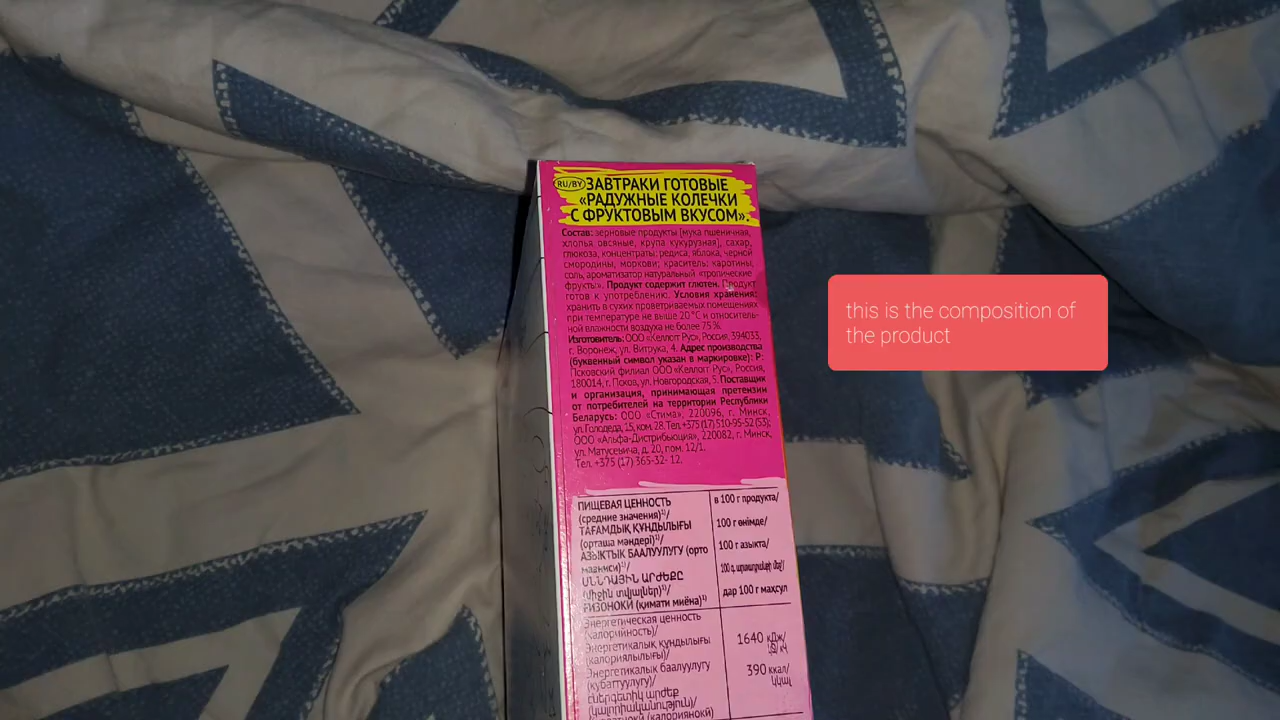 RU/BY ЗАВТРАКИ ГОТОВЫЕ
«РАДУЖНЫЕ КОЛЕЧКИ
С ФРУКТОВЫМ ВКУСОМ».
Состав: зерновые продукты [мука пшеничная,
хлопья овсяные, крупа кукурузная], сахар,
глюкоза, концентраты: редиса, яблока, черной
смородины, моркови; краситель: каротины,
соль, ароматизатор натуральный «тропические
фрукты». Продукт содержит глютен. Продукт
готов к употреблению. Условия хранения:
хранить в сухих проветриваемых помещениях
при температуре не выше 20°С и относитель-
ной влажности воздуха не более 75%.
Изготовитель: ООО «Келлогг Рус», Россия, 394033,
г. Воронеж, ул. Витрука, 4. Адрес производства
(буквенный символ указан в маркировке): Р:
Псковский филиал ООО «Келлогг Рус», Россия,
180014, г. Псков, ул. Новгородская, 5. Поставщик
и организация, принимающая претензии
от потребителей на территории Республики
Беларусь: ООО «Стима», 220096, г. Минск,
ул. Голодеда, 15, ком. 28. Тел. +375 (17) 510-95-52 (53);
ООО «Альфа-Дистрибьюция», 220082, г. Минск,
ул. Матусевича, д. 20, пом. 12/1.
Тел. +375 (17) 365-32- 12.
this is the composition of
the product
ПИЩЕВАЯ ЦЕННОСТЬ
(средние значения)¹⁾/
в 100 г продукта/
ТАҒАМДЫҚ ҚҰНДЫЛЫҒЫ
(орташа мәндері)¹⁾/
100 г өнімде/
АЗЫКТЫК БААЛУУЛУГУ (орто
мааниси)¹⁾/
100 г азыкта/
ՍՆՆԴԱՅԻՆ ԱՐԺԵՔԸ
(միջին տվյալներ)¹⁾/
100 գ
ҒИЗОНОКӢ (қимати миёна)¹⁾
дар 100 г маҳсул
Энергетическая ценность
(калорийность)/
Энергетикалық құндылығы
(калориялылығы)/
1640 кДж/
կՋ
Энергетикалык баалуулугу
(кубаттуулугу)/
390 ккал/
կկալ
Էներգետիկ արժեք
(կալորիականություն)/
(калориянокӣ)